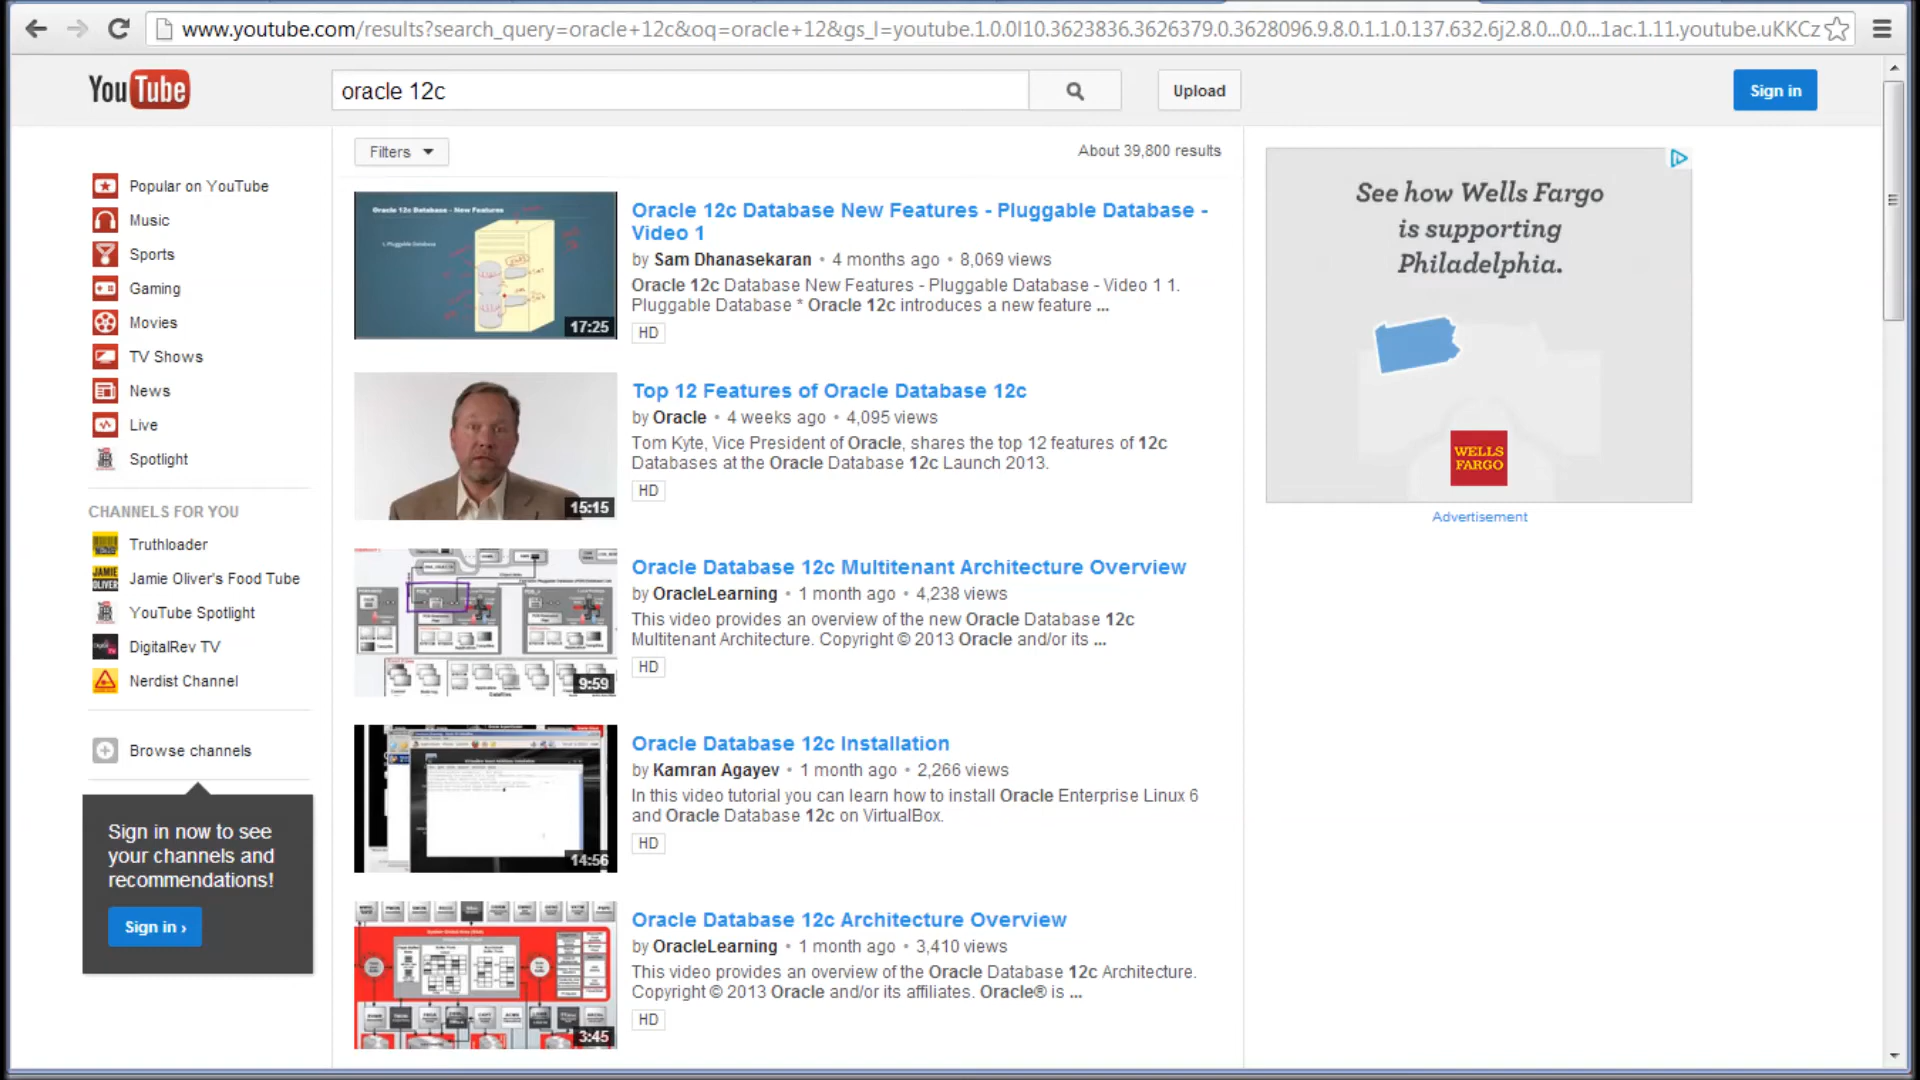 www.youtube.com/results?search_query=oracle+12c&oq=oracle+12&gs_l=youtube.1.0.0l10.3623836.3626379.0.3628096.9.8.0.1.1.0.137.632.6j2.8.0...0.0...1ac.1.11.youtube.uKKCz
YouTube
oracle 12c
Upload
Sign in
Filters
About 39,800 results
Popular on YouTube
Music
Sports
Gaming
Movies
TV Shows
News
Live
Spotlight
CHANNELS FOR YOU
Truthloader
JAMIE OLIVER
Jamie Oliver's Food Tube
YouTube Spotlight
DigitalRev TV
Nerdist Channel
Browse channels
Sign in now to see
your channels and
recommendations!
Sign in ›
Oracle 12c Database - New Features
1. Pluggable Database
17:25
Oracle 12c Database New Features - Pluggable Database -
Video 1
by Sam Dhanasekaran • 4 months ago • 8,069 views
Oracle 12c Database New Features - Pluggable Database - Video 1 1.
Pluggable Database * Oracle 12c introduces a new feature ...
HD
15:15
Top 12 Features of Oracle Database 12c
by Oracle • 4 weeks ago • 4,095 views
Tom Kyte, Vice President of Oracle, shares the top 12 features of 12c
Databases at the Oracle Database 12c Launch 2013.
HD
9:59
Oracle Database 12c Multitenant Architecture Overview
by OracleLearning • 1 month ago • 4,238 views
This video provides an overview of the new Oracle Database 12c
Multitenant Architecture. Copyright © 2013 Oracle and/or its ...
HD
14:56
Oracle Database 12c Installation
by Kamran Agayev • 1 month ago • 2,266 views
In this video tutorial you can learn how to install Oracle Enterprise Linux 6
and Oracle Database 12c on VirtualBox.
HD
3:45
Oracle Database 12c Architecture Overview
by OracleLearning • 1 month ago • 3,410 views
This video provides an overview of the Oracle Database 12c Architecture.
Copyright © 2013 Oracle and/or its affiliates. Oracle® is ...
HD
See how Wells Fargo
is supporting
Philadelphia.
WELLS
FARGO
Advertisement